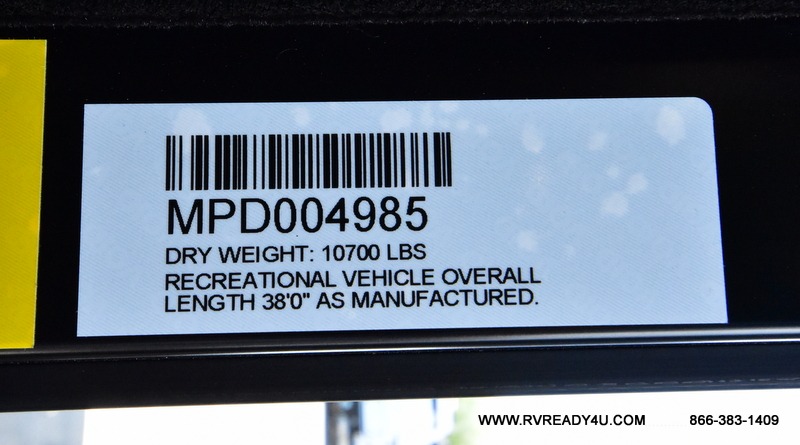 MPD004985
DRY WEIGHT: 10700 LBS
RECREATIONAL VEHICLE OVERALL
LENGTH 38'0" AS MANUFACTURED.
WWW.RVREADY4U.COM 866-383-1409